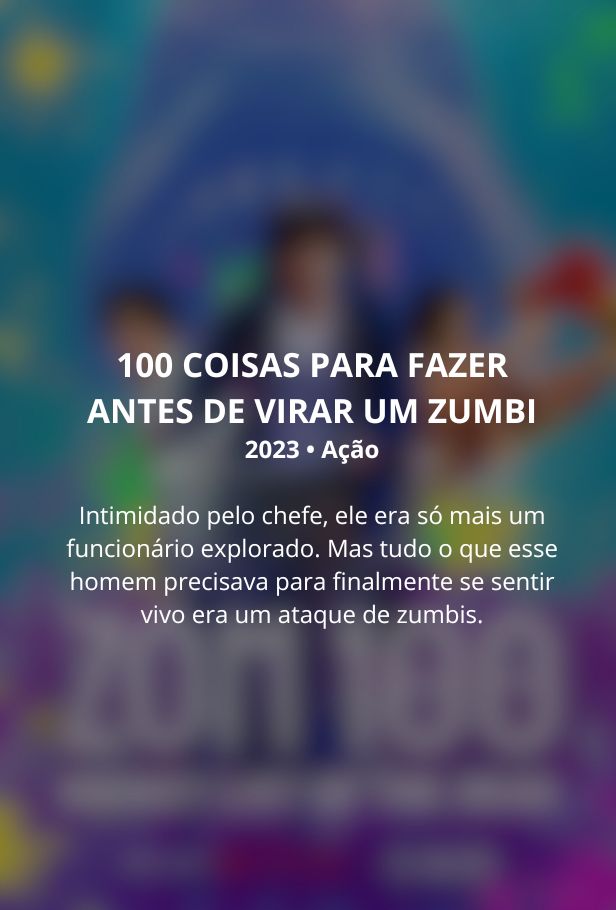 100 COISAS PARA FAZER
ANTES DE VIRAR UM ZUMBI
2023 • Ação
Intimidado pelo chefe, ele era só mais um
funcionário explorado. Mas tudo o que esse
homem precisava para finalmente se sentir
vivo era um ataque de zumbis.